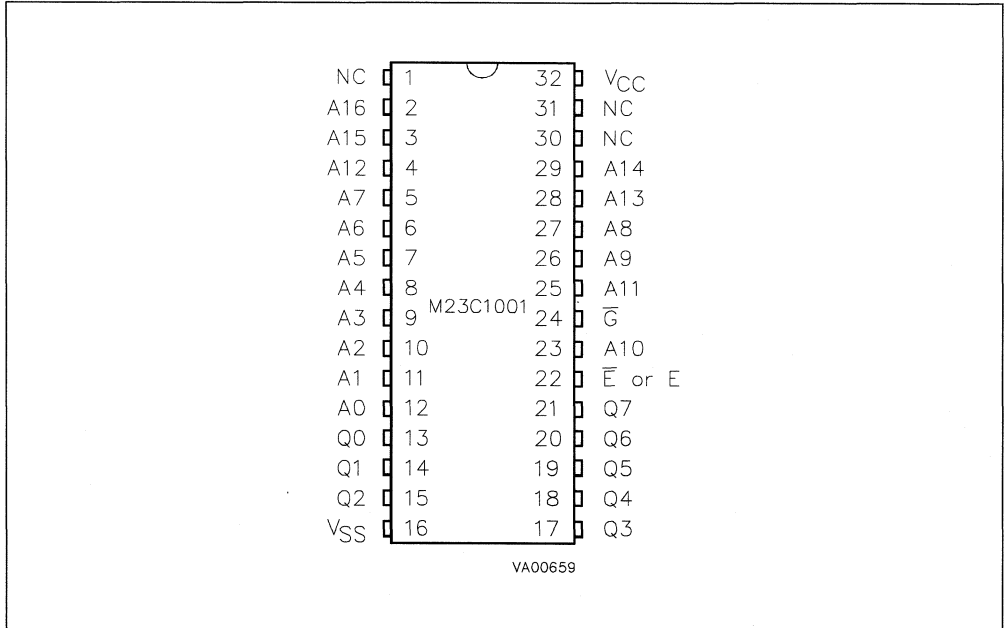 NC 1 32 VCC
A16 2 31 NC
A15 3 30 NC
A12 4 29 A14
A7 5 28 A13
A6 6 27 A8
A5 7 26 A9
A4 8 25 A11
M23C1001
A3 9 24 G̅
A2 10 23 A10
A1 11 22 E̅ or E
A0 12 21 Q7
Q0 13 20 Q6
Q1 14 19 Q5
Q2 15 18 Q4
VSS 16 17 Q3
VA00659